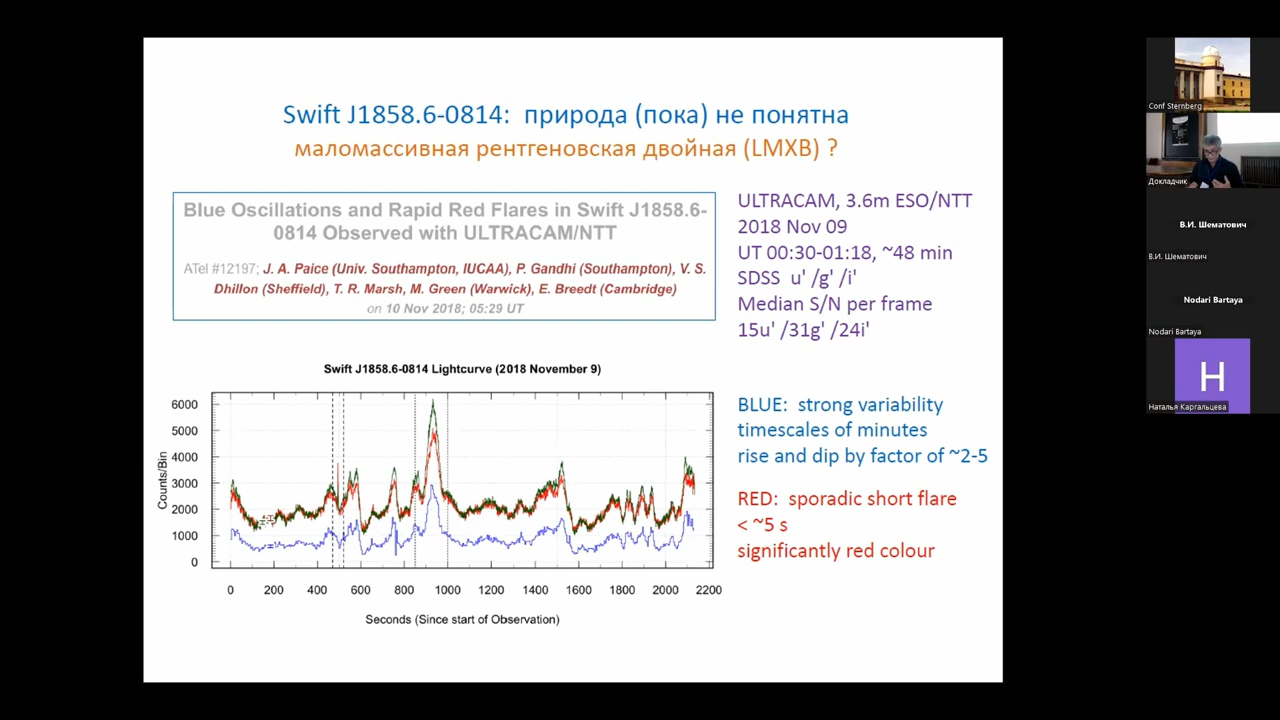 Swift J1858.6-0814: природа (пока) не понятна
маломассивная рентгеновская двойная (LMXB) ?
Blue Oscillations and Rapid Red Flares in Swift J1858.6-
0814 Observed with ULTRACAM/NTT
ATel #12197; J. A. Paice (Univ. Southampton, IUCAA), P. Gandhi (Southampton), V. S.
Dhillon (Sheffield), T. R. Marsh, M. Green (Warwick), E. Breedt (Cambridge)
on 10 Nov 2018; 05:29 UT
ULTRACAM, 3.6m ESO/NTT
2018 Nov 09
UT 00:30-01:18, ~48 min
SDSS u' /g' /i'
Median S/N per frame
15u' /31g' /24i'
Swift J1858.6-0814 Lightcurve (2018 November 9)
Counts/Bin
6000
5000
4000
3000
2000
1000
0
0 200 400 600 800 1000 1200 1400 1600 1800 2000 2200
Seconds (Since start of Observation)
BLUE: strong variability
timescales of minutes
rise and dip by factor of ~2-5
RED: sporadic short flare
< ~5 s
significantly red colour
Conf Sternberg
Докладчик
В.И. Шематович
В.И. Шематович
Nodari Bartaya
Nodari Bartaya
Н
Наталья Каргальцева